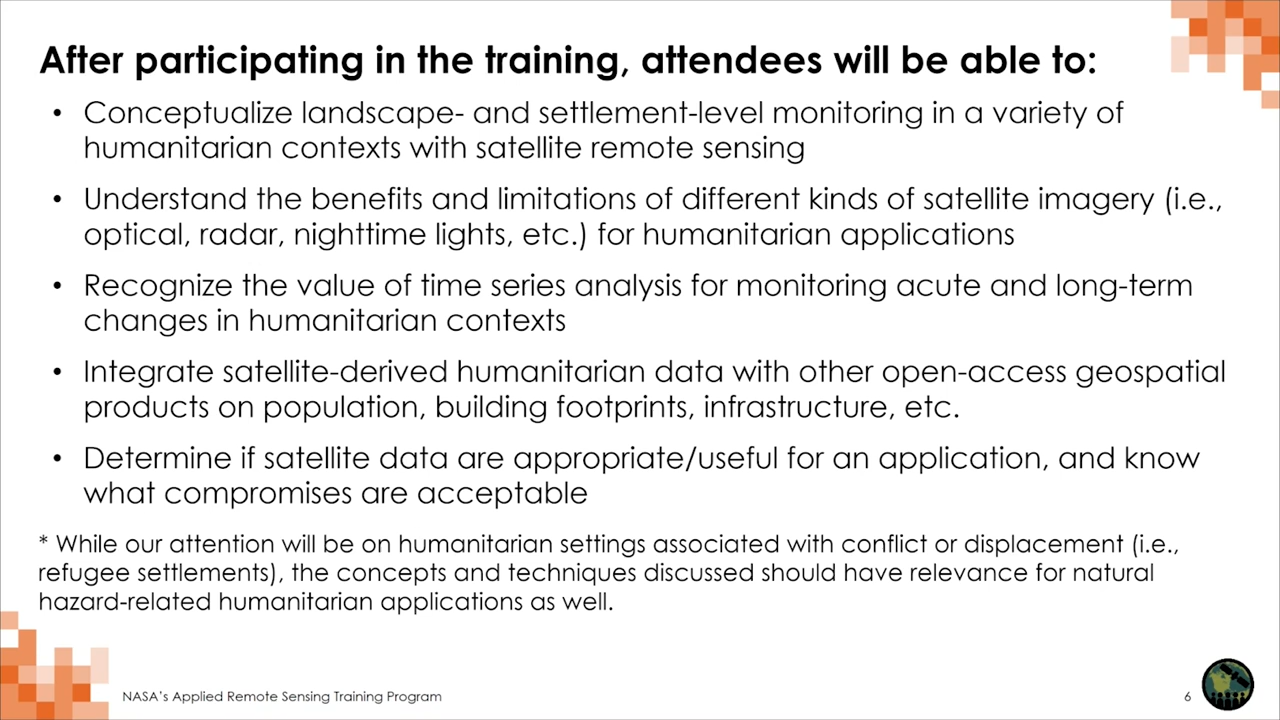 After participating in the training, attendees will be able to:
• Conceptualize landscape- and settlement-level monitoring in a variety of
humanitarian contexts with satellite remote sensing
• Understand the benefits and limitations of different kinds of satellite imagery (i.e.,
optical, radar, nighttime lights, etc.) for humanitarian applications
• Recognize the value of time series analysis for monitoring acute and long-term
changes in humanitarian contexts
• Integrate satellite-derived humanitarian data with other open-access geospatial
products on population, building footprints, infrastructure, etc.
• Determine if satellite data are appropriate/useful for an application, and know
what compromises are acceptable
* While our attention will be on humanitarian settings associated with conflict or displacement (i.e.,
refugee settlements), the concepts and techniques discussed should have relevance for natural
hazard-related humanitarian applications as well.
NASA's Applied Remote Sensing Training Program
6